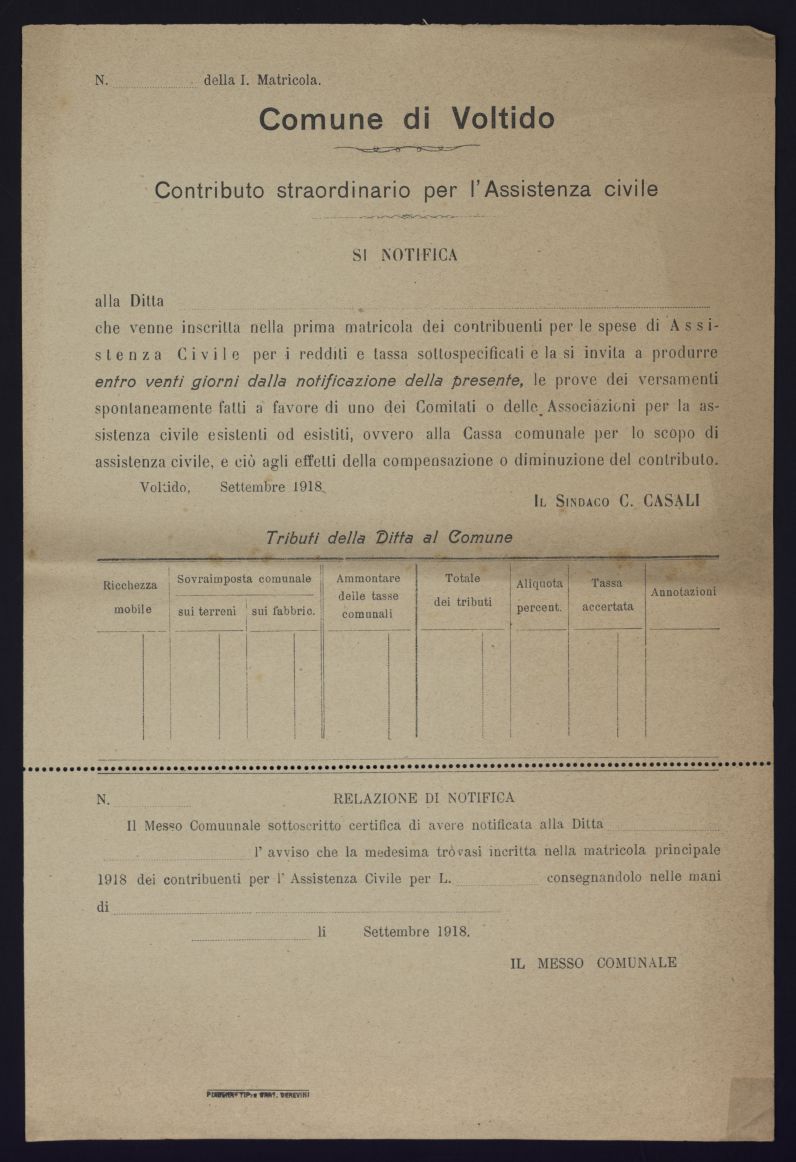 N. della I. Matricola.
Comune di Voltido
Contributo straordinario per l'Assistenza civile
SI NOTIFICA
alla Ditta
che venne inscritta nella prima matricola dei contribuenti per le spese di Assi-
stenza Civile per i redditi e tassa sottospecificati e la si invita a produrre
entro venti giorni dalla notificazione della presente, le prove dei versamenti
spontaneamente fatti a favore di uno dei Comitati o delle Associazioni per la as-
sistenza civile esistenti od esistiti, ovvero alla Cassa comunale per lo scopo di
assistenza civile, e ciò agli effetti della compensazione o diminuzione del contributo.
Voltido, Settembre 1918.
IL SINDACO C. CASALI
Tributi della Ditta al Comune
Ricchezza mobile
Sovraimposta comunale
sui terreni
sui fabbric.
Ammontare delle tasse comunali
Totale dei tributi
Aliquota percent.
Tassa accertata
Annotazioni
N. RELAZIONE DI NOTIFICA
Il Messo Comuunale sottoscritto certifica di avere notificata alla Ditta
l'avviso che la medesima tròvasi incritta nella matricola principale
1918 dei contribuenti per l'Assistenza Civile per L. consegnandolo nelle mani
di
li Settembre 1918.
IL MESSO COMUNALE